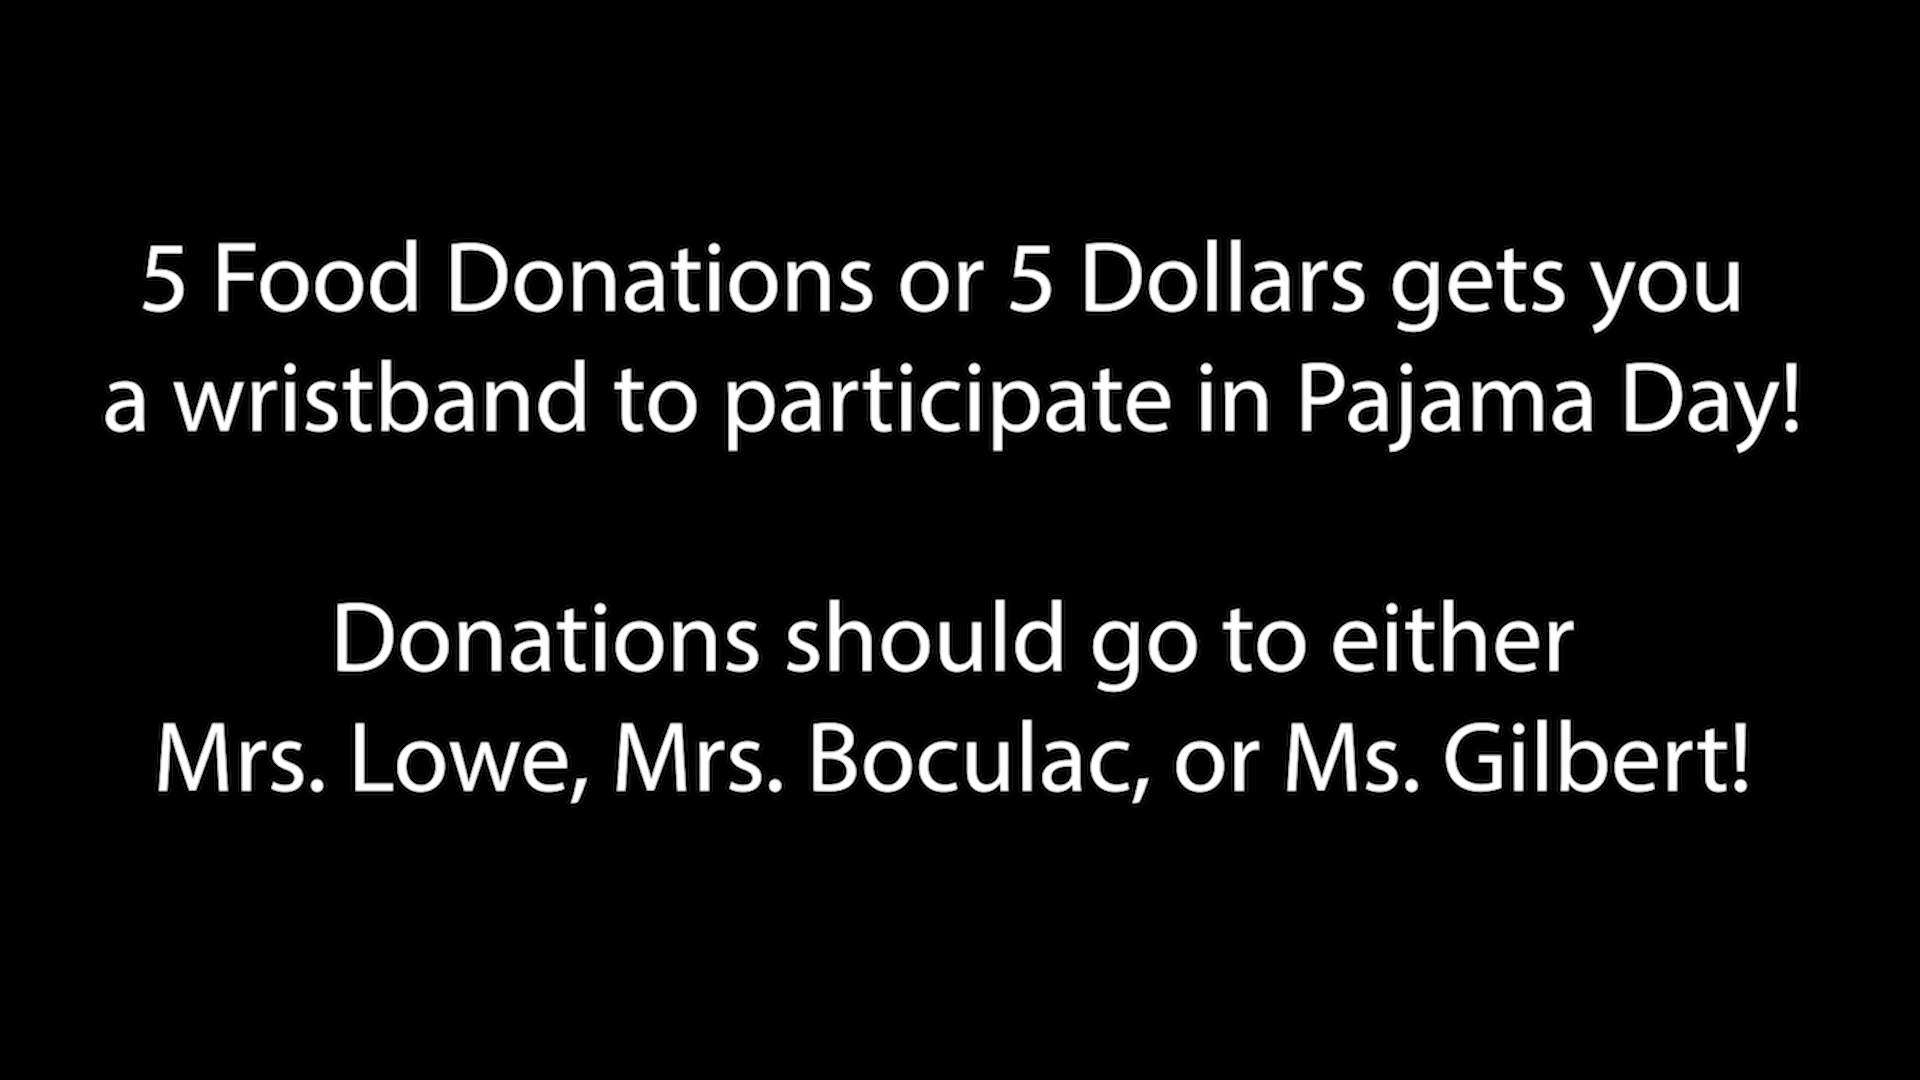 5 Food Donations or 5 Dollars gets you
a wristband to participate in Pajama Day!
Donations should go to either
Mrs. Lowe, Mrs. Boculac, or Ms. Gilbert!